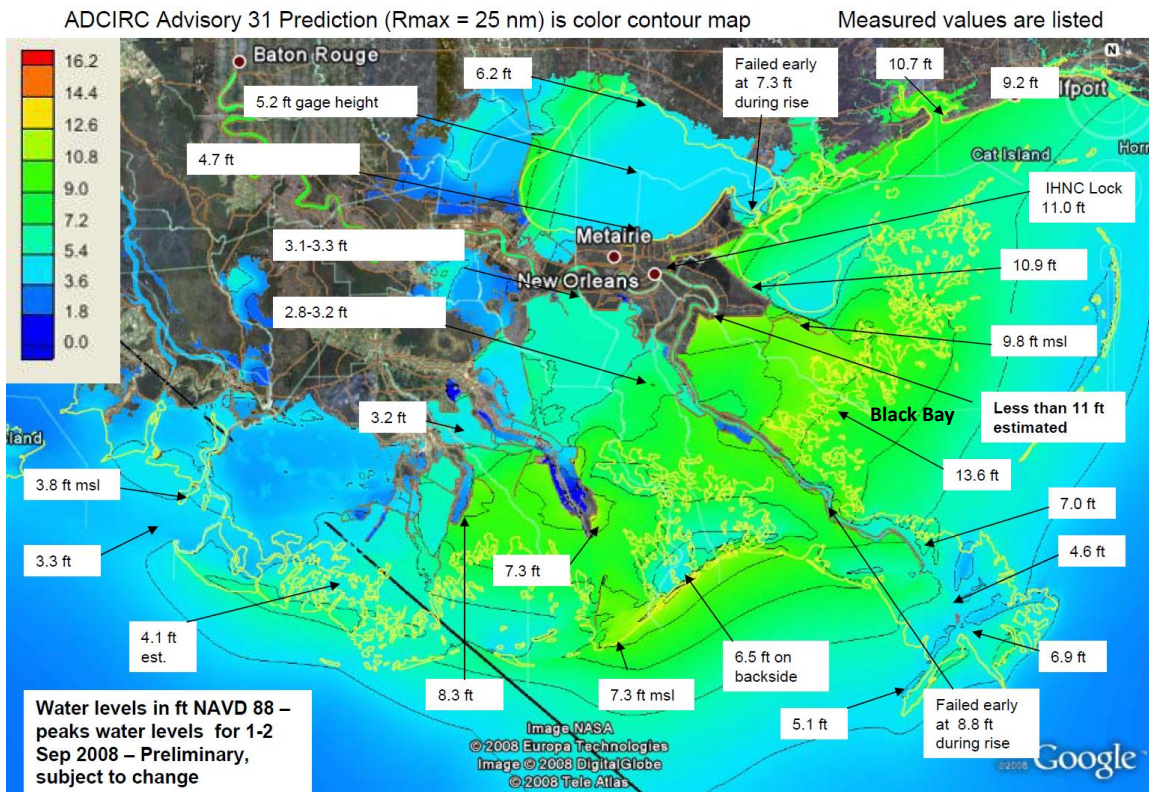 ADCIRC Advisory 31 Prediction (Rmax = 25 nm) is color contour map
Measured values are listed
16.2
14.4
12.6
10.8
9.0
7.2
5.4
3.6
1.8
0.0
Baton Rouge
6.2 ft
Failed early
at 7.3 ft
during rise
10.7 ft
9.2 ft
lfport
N
5.2 ft gage height
4.7 ft
Cat Island
Horr
IHNC Lock
11.0 ft
Metairie
3.1-3.3 ft
New Orleans
10.9 ft
2.8-3.2 ft
9.8 ft msl
Black Bay
Less than 11 ft
estimated
3.2 ft
land
13.6 ft
3.8 ft msl
7.0 ft
3.3 ft
7.3 ft
4.6 ft
4.1 ft
est.
6.5 ft on
backside
6.9 ft
8.3 ft
7.3 ft msl
5.1 ft
Failed early
at 8.8 ft
during rise
Water levels in ft NAVD 88 –
peaks water levels for 1-2
Sep 2008 – Preliminary,
subject to change
Image NASA
© 2008 Europa Technologies
Image © 2008 DigitalGlobe
© 2008 Tele Atlas
©2008 Google